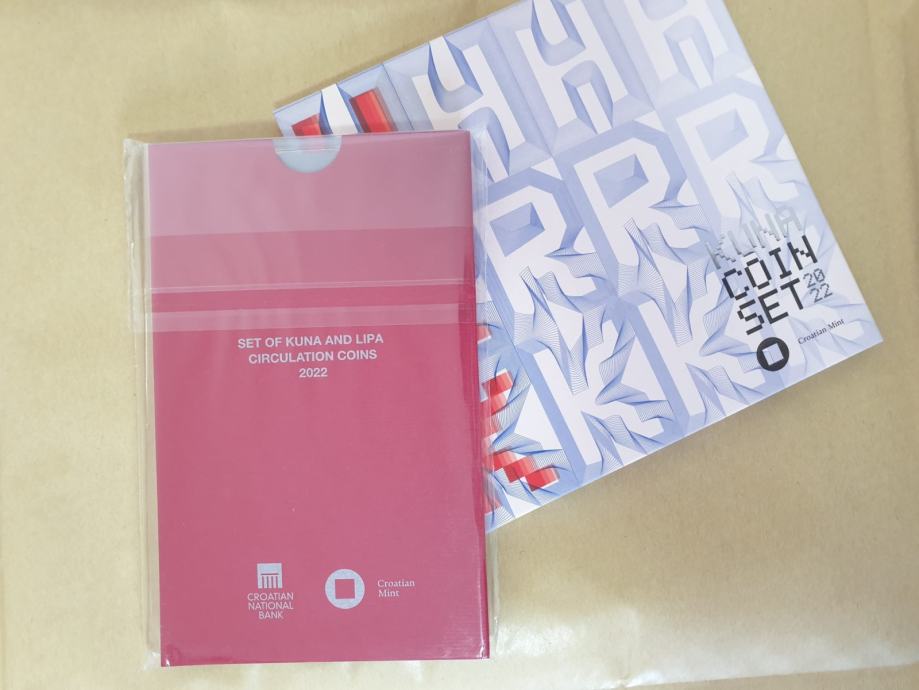 SET OF KUNA AND LIPA
CIRCULATION COINS
2022
CROATIAN
NATIONAL
BANK
Croatian
Mint
H H H
R R R
K K
KUNA
COIN
SET 20
22
Croatian Mint